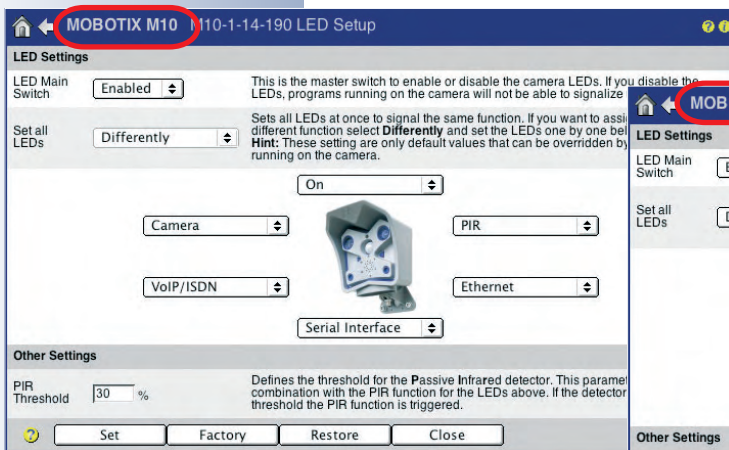 MOBOTIX M10 M10-1-14-190 LED Setup
LED Settings
LED Main
Switch
Enabled
This is the master switch to enable or disable the camera LEDs. If you disable the
LEDs, programs running on the camera will not be able to signalize
Set all
LEDs
Differently
Sets all LEDs at once to signal the same function. If you want to
different function select Differently and set the LEDs one by one
Hint: These setting are only default values that can be overridden by
running on the camera.
On
Camera
PIR
VoIP/ISDN
Ethernet
Serial Interface
Other Settings
PIR
Threshold
30 %
Defines the threshold for the Passive Infrared detector. This
combination with the PIR function for the LEDs above. If the detector
threshold the PIR function is triggered.
Set
Factory
Restore
Close
MOB
LED Settings
LED Main
Switch
Set all
LEDs
Other Settings